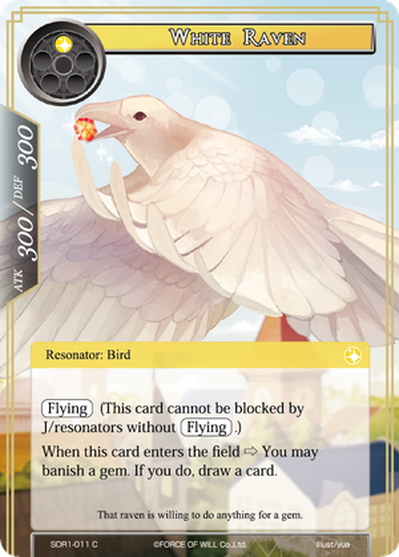 White Raven
ATK 300 / DEF 300
Resonator: Bird
Flying (This card cannot be blocked by
J/resonators without Flying.)
When this card enters the field ⇨ You may
banish a gem. If you do, draw a card.
That raven is willing to do anything for a gem.
SDR1-011 C ©FORCE OF WILL Co.,Ltd. Illust/yue